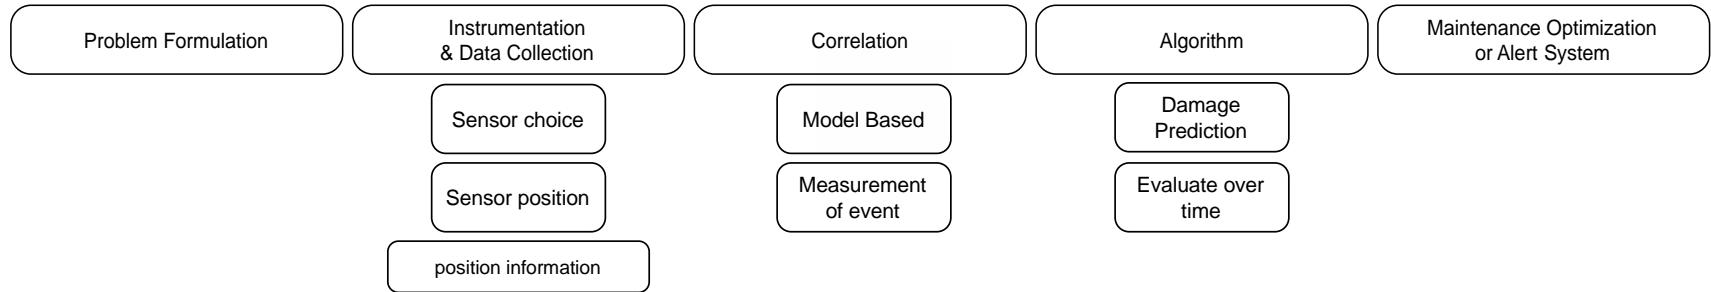 Problem Formulation
Instrumentation
& Data Collection
Correlation
Algorithm
Maintenance Optimization
or Alert System
Sensor choice
Model Based
Damage
Prediction
Sensor position
Measurement
of event
Evaluate over
time
position information